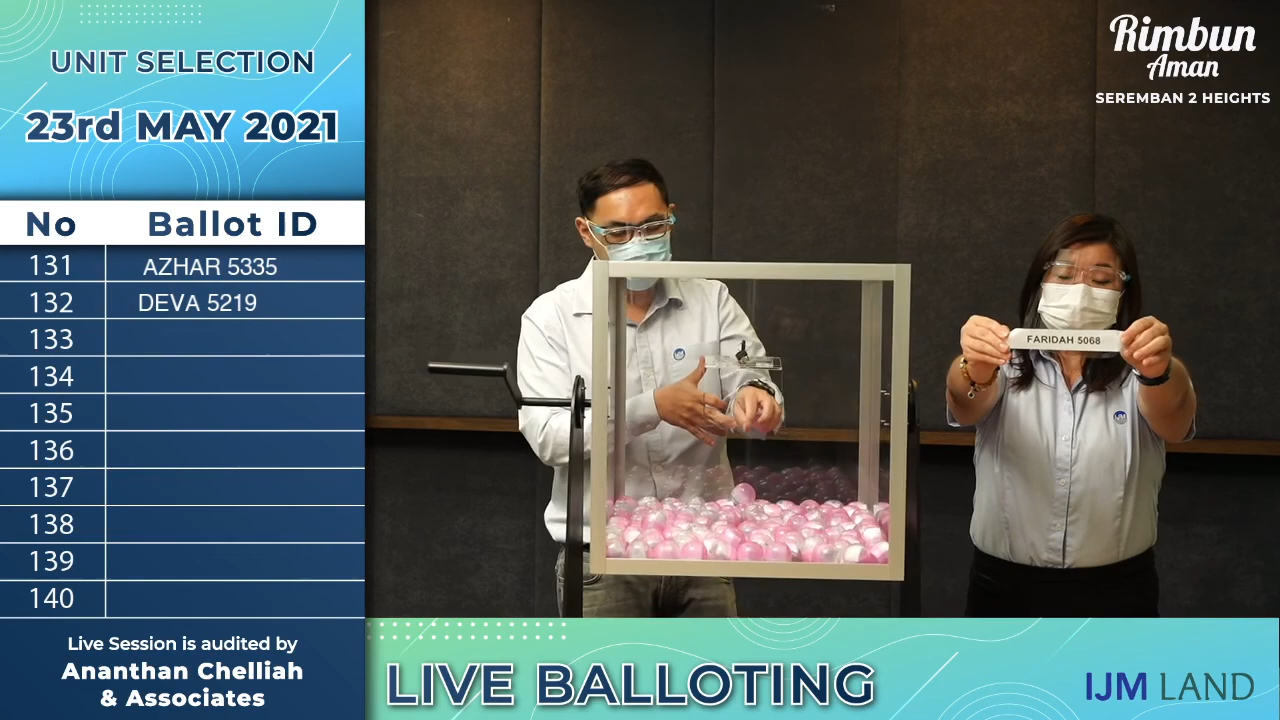 UNIT SELECTION
23rd MAY 2021
No Ballot ID
131 AZHAR 5335
132 DEVA 5219
133
134
135
136
137
138
139
140
Live Session is audited by
Ananthan Chelliah
& Associates
Rimbun
Aman
SEREMBAN 2 HEIGHTS
FARIDAH 5068
IJM
LIVE BALLOTING
IJM LAND